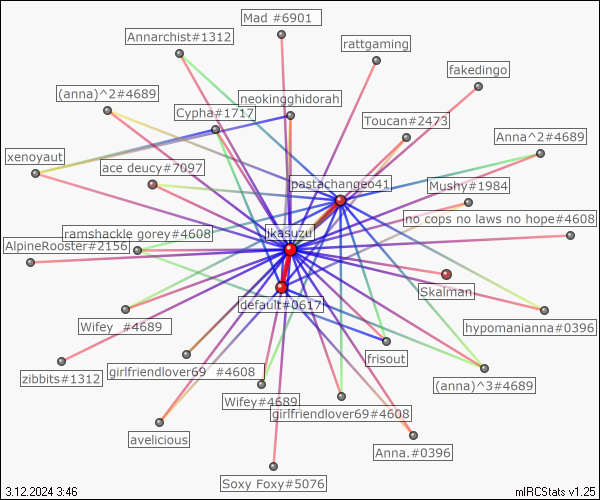 Mad #6901
Annarchist#1312
rattgaming
fakedingo
(anna)^2#4689
neokingghidorah
Cypha#1717
Toucan#2473
Anna^2#4689
xenoyaut
ace deucy#7097
pastachangeo41
Mushy#1984
no cops no laws no hope#4608
ramshackle gorey#4608
ikasuzu
AlpineRooster#2156
Skalman
default#0617
Wifey_#4689
hypomanianna#0396
frisout
zibbits#1312
girlfriendlover69 #4608
(anna)^3#4689
Wifey#4689
girlfriendlover69#4608
avelicious
Anna.#0396
Soxy Foxy#5076
3.12.2024 3:46
mIRCStats v1.25